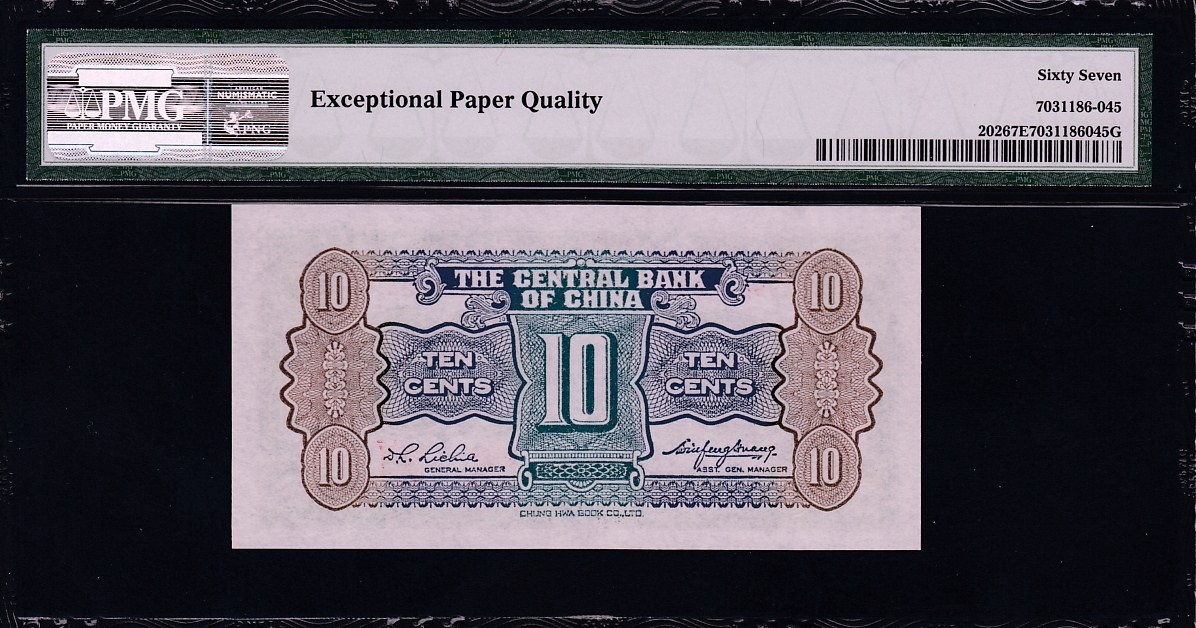 PMG
PAPER MONEY GUARANTY
NUMISMATIC
PNG
Exceptional Paper Quality
Sixty Seven
7031186-045
20267E7031186045G
10
10
THE CENTRAL BANK
OF CHINA
TEN
CENTS
10
TEN
CENTS
GENERAL MANAGER
ASST. GEN. MANAGER
10
10
CHUNG HWA BOOK CO.,LTD.